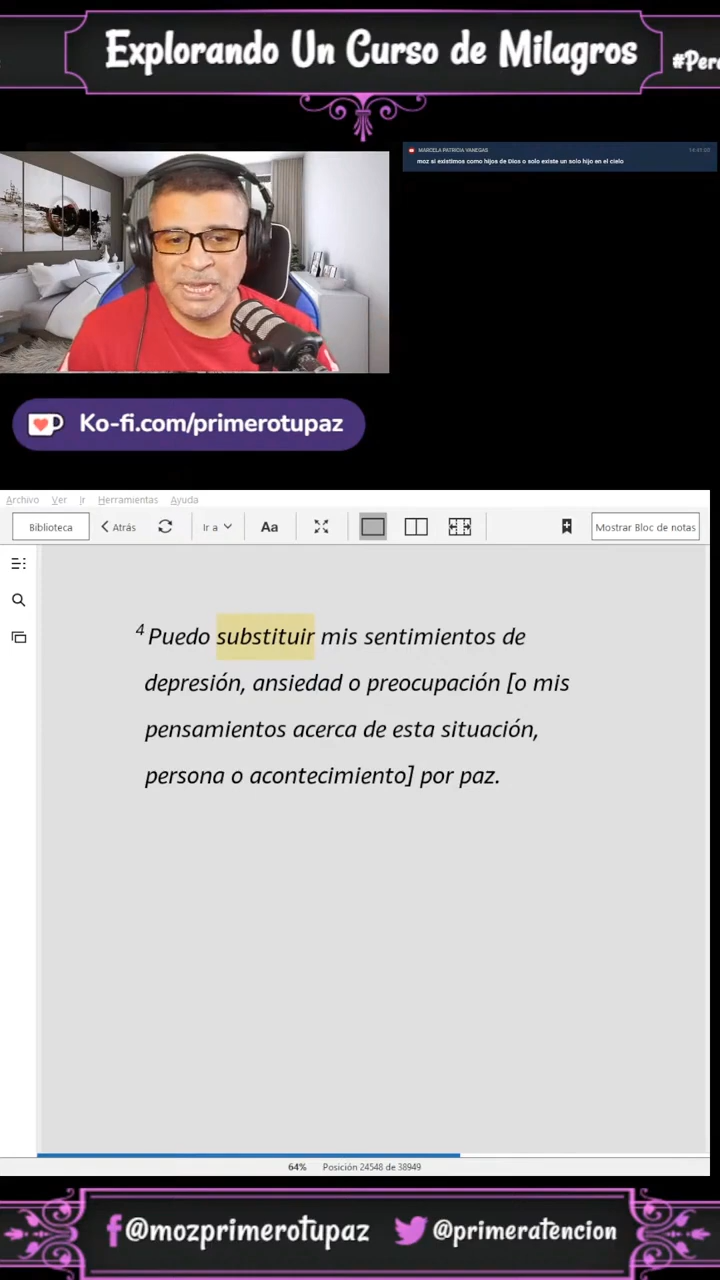 Explorando Un Curso de Milagros
#Perd
MARCELA PATRICIA VANEGAS
moz si existimos como hijos de Dios o solo existe un solo hijo en el cielo
Ko-fi.com/primerotupaz
Archivo Ver Ir Herramientas Ayuda
Biblioteca Atrás Ir a Aa Mostrar Bloc de notas
4 Puedo substituir mis sentimientos de
depresión, ansiedad o preocupación [o mis
pensamientos acerca de esta situación,
persona o acontecimiento] por paz.
64% Posición 24548 de 38949
@mozprimerotupaz @primeratencion